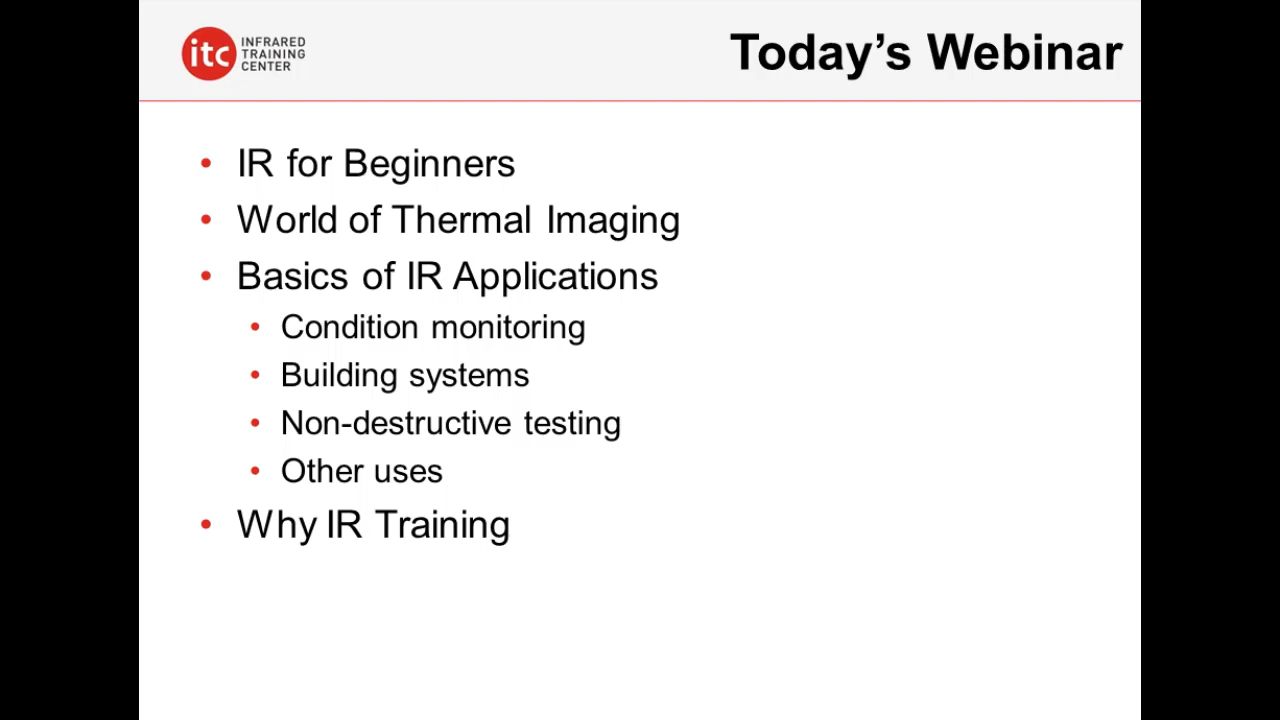 itc INFRARED
TRAINING
CENTER
Today's Webinar
• IR for Beginners
• World of Thermal Imaging
• Basics of IR Applications
• Condition monitoring
• Building systems
• Non-destructive testing
• Other uses
• Why IR Training